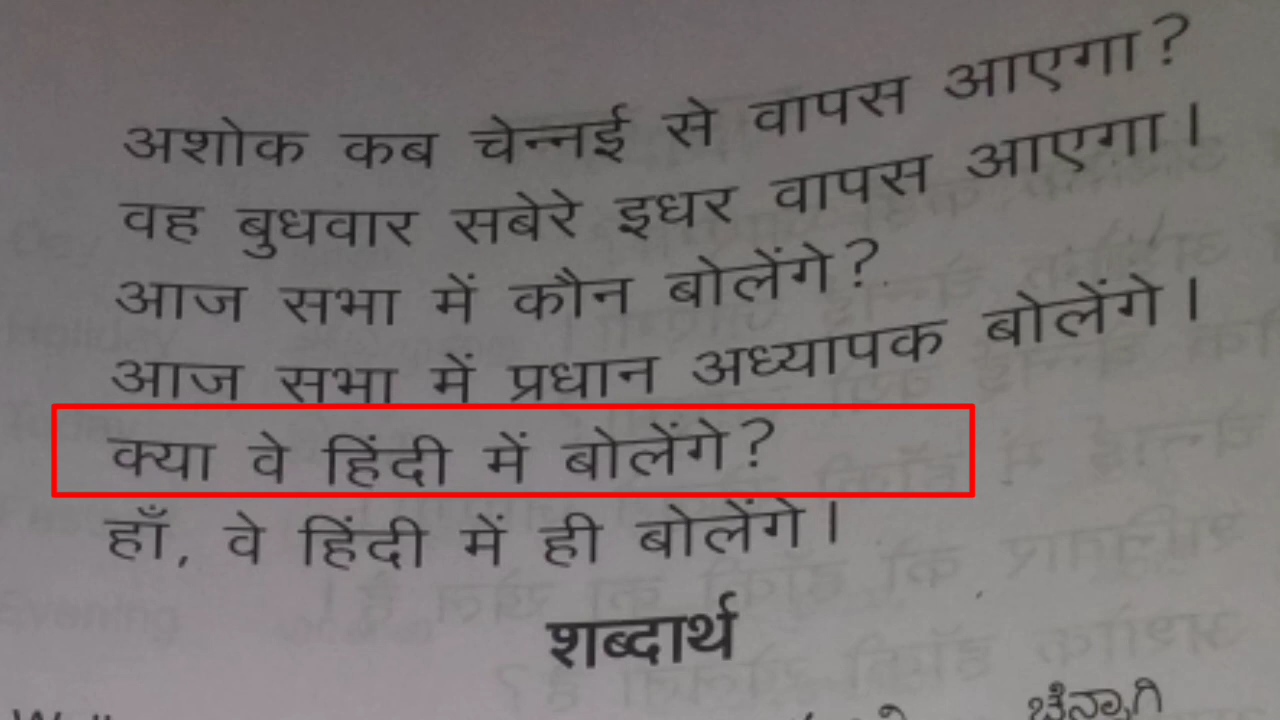 अशोक कब चेन्नई से वापस आएगा?
वह बुधवार सबेरे इधर वापस आएगा।
आज सभा में कौन बोलेंगे?
आज सभा में प्रधान अध्यापक बोलेंगे।
क्या वे हिंदी में बोलेंगे?
हाँ, वे हिंदी में ही बोलेंगे।
शब्दार्थ